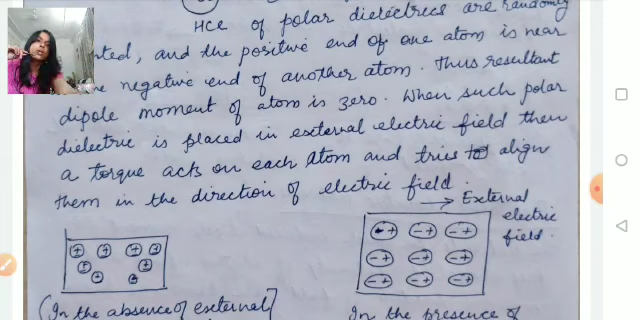 HCE of polar dielectrics are randomly
and the positive end of one atom is near
negative end of another atom. Thus resultant
dipole moment of atom is zero. When such polar
dielectric is placed in external electric field then
a torque acts on each atom and tries to align
them in the direction of electric field.
→ External
electric
field.
(In the absence of external
In the presence of